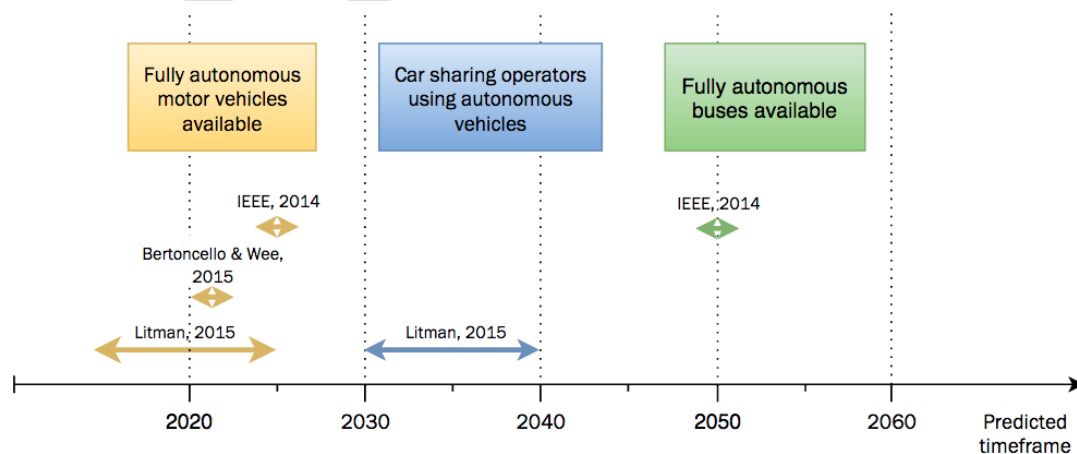 Fully autonomous
motor vehicles
available
Car sharing operators
using autonomous
vehicles
Fully autonomous
buses available
IEEE, 2014
IEEE, 2014
Bertoncello & Wee,
2015
Litman, 2015
Litman, 2015
2020
2030
2040
2050
2060
Predicted
timeframe